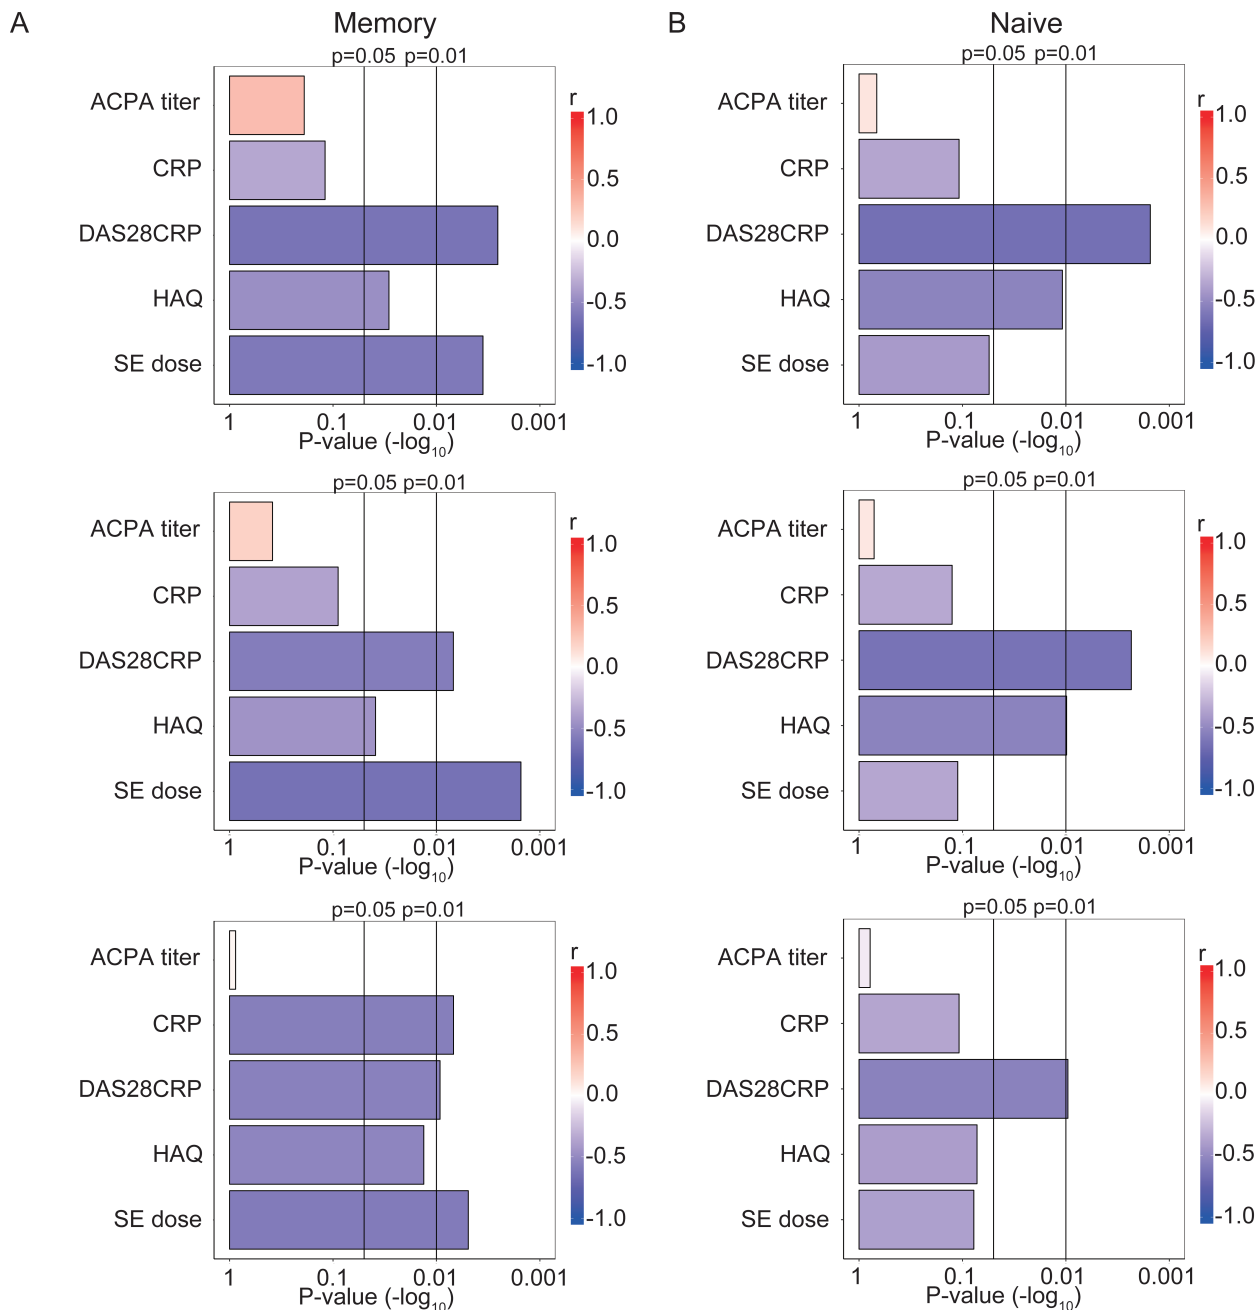 A
Memory
B
Naive
p=0.05 p=0.01
ACPA titer
CRP
DAS28CRP
HAQ
SE dose
r
1.0
0.5
0.0
-0.5
-1.0
1 0.1 0.01 0.001
P-value (-log10)
p=0.05 p=0.01
ACPA titer
CRP
DAS28CRP
HAQ
SE dose
r
1.0
0.5
0.0
-0.5
-1.0
1 0.1 0.01 0.001
P-value (-log10)
p=0.05 p=0.01
ACPA titer
CRP
DAS28CRP
HAQ
SE dose
r
1.0
0.5
0.0
-0.5
-1.0
1 0.1 0.01 0.001
P-value (-log10)
p=0.05 p=0.01
ACPA titer
CRP
DAS28CRP
HAQ
SE dose
r
1.0
0.5
0.0
-0.5
-1.0
1 0.1 0.01 0.001
P-value (-log10)
p=0.05 p=0.01
ACPA titer
CRP
DAS28CRP
HAQ
SE dose
r
1.0
0.5
0.0
-0.5
-1.0
1 0.1 0.01 0.001
P-value (-log10)
p=0.05 p=0.01
ACPA titer
CRP
DAS28CRP
HAQ
SE dose
r
1.0
0.5
0.0
-0.5
-1.0
1 0.1 0.01 0.001
P-value (-log10)